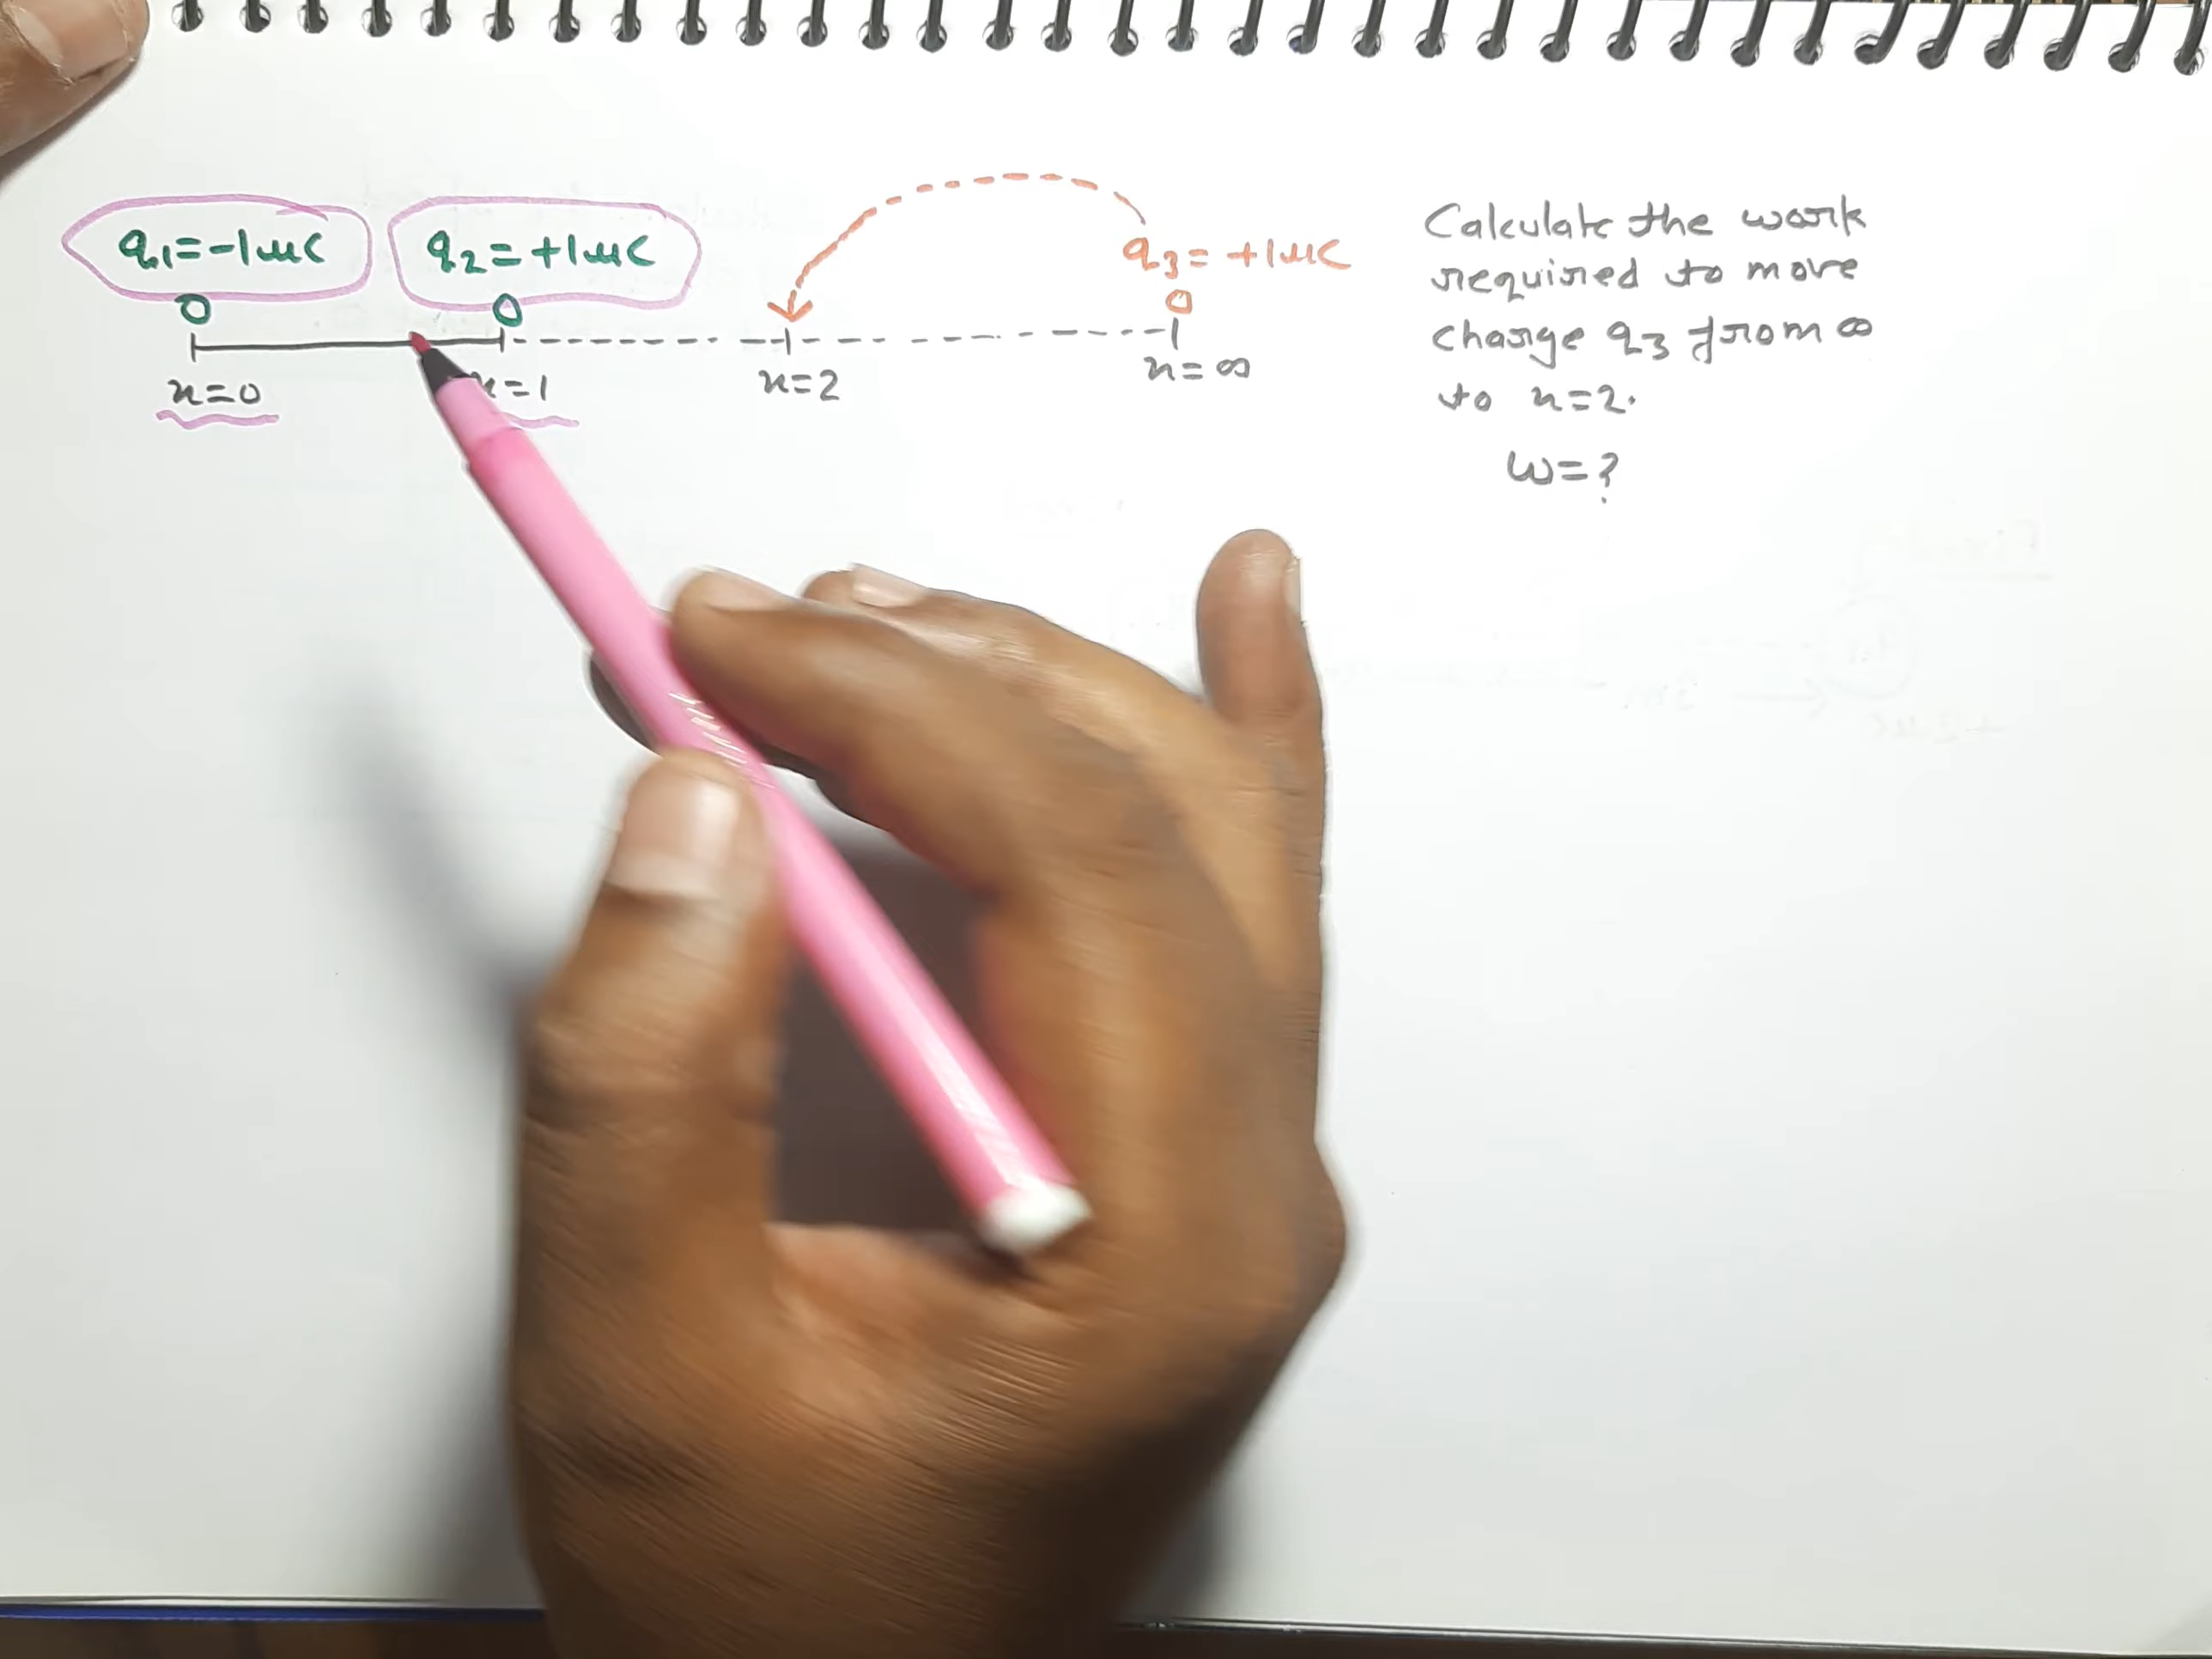 q1=-1μC q2=+1μC
q3=+1μC
x=0 x=1 x=2 x=∞
Calculate the work
required to move
charge q3 from ∞
to x=2.
W=?